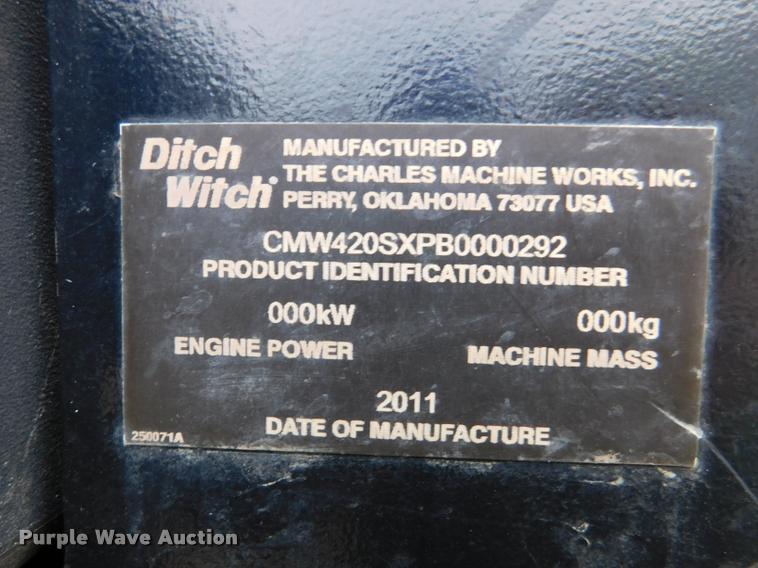 Ditch
Witch®
MANUFACTURED BY
THE CHARLES MACHINE WORKS, INC.
PERRY, OKLAHOMA 73077 USA
CMW420SXPB0000292
PRODUCT IDENTIFICATION NUMBER
000kW
ENGINE POWER
000kg
MACHINE MASS
2011
DATE OF MANUFACTURE
250071A
Purple Wave Auction